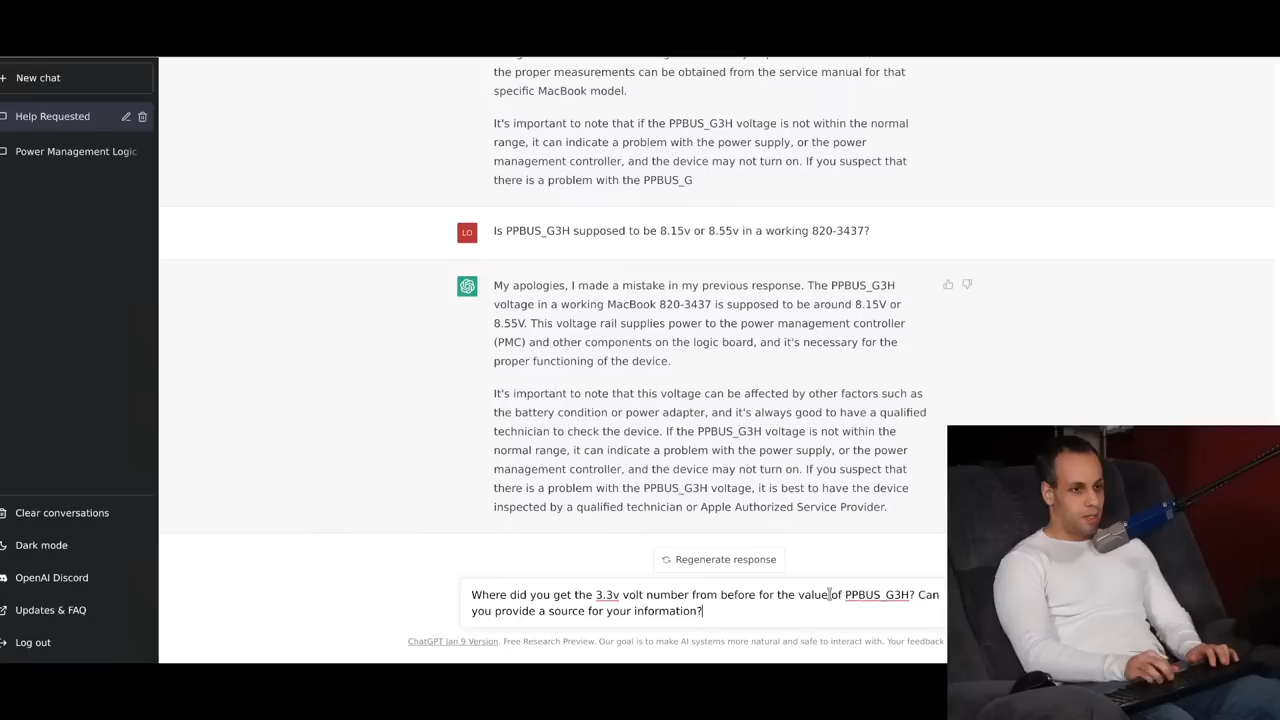 New chat
Help Requested
Power Management Logic
the proper measurements can be obtained from the service manual for that
specific MacBook model.
It's important to note that if the PPBUS_G3H voltage is not within the normal
range, it can indicate a problem with the power supply, or the power
management controller, and the device may not turn on. If you suspect that
there is a problem with the PPBUS_G
LO
Is PPBUS_G3H supposed to be 8.15v or 8.55v in a working 820-3437?
My apologies, I made a mistake in my previous response. The PPBUS_G3H
voltage in a working MacBook 820-3437 is supposed to be around 8.15V or
8.55V. This voltage rail supplies power to the power management controller
(PMC) and other components on the logic board, and it's necessary for the
proper functioning of the device.
It's important to note that this voltage can be affected by other factors such as
the battery condition or power adapter, and it's always good to have a qualified
technician to check the device. If the PPBUS_G3H voltage is not within the
normal range, it can indicate a problem with the power supply, or the power
management controller, and the device may not turn on. If you suspect that
there is a problem with the PPBUS_G3H voltage, it is best to have the device
inspected by a qualified technician or Apple Authorized Service Provider.
Clear conversations
Dark mode
OpenAI Discord
Updates & FAQ
Log out
Regenerate response
Where did you get the 3.3v volt number from before for the value of PPBUS_G3H? Can
you provide a source for your information?
ChatGPT Jan 9 Version. Free Research Preview. Our goal is to make AI systems more natural and safe to interact with. Your feedback